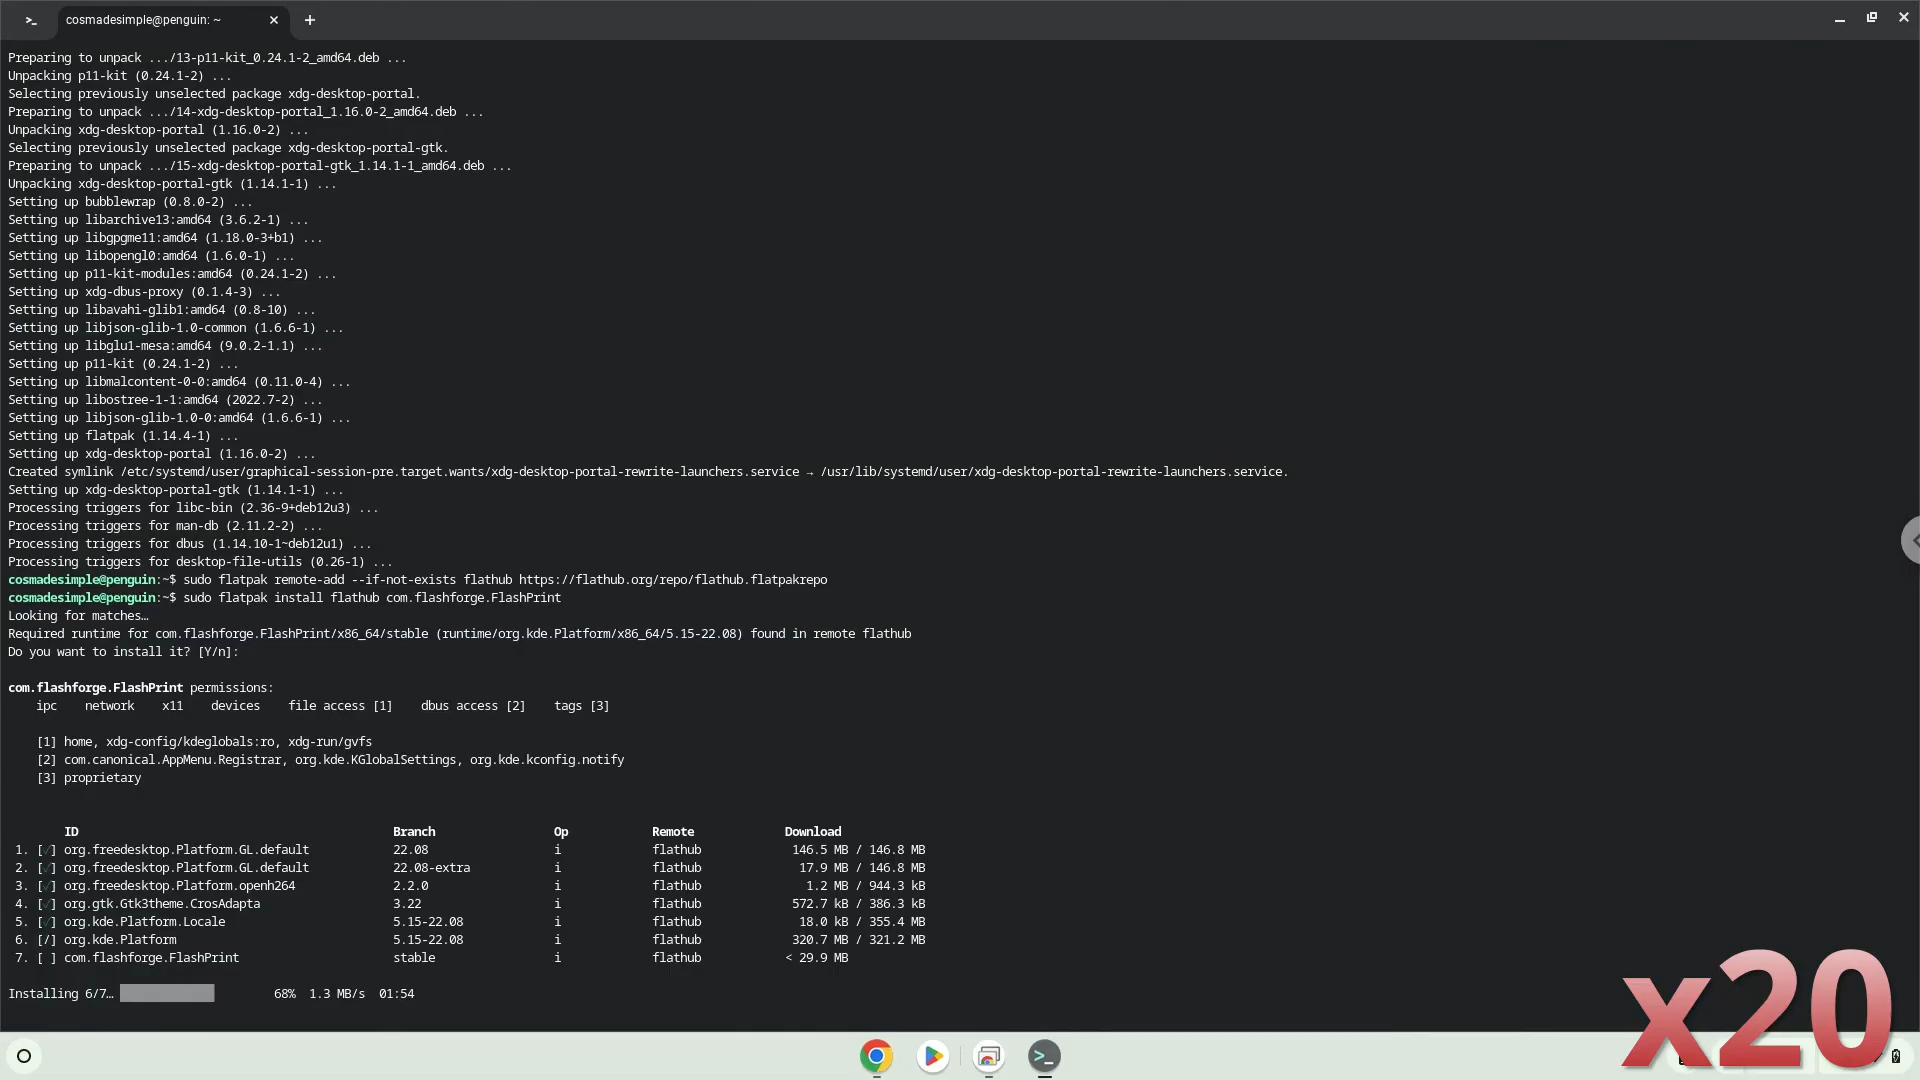 cosmadesimple@penguin: ~
Preparing to unpack .../13-p11-kit_0.24.1-2_amd64.deb ...
Unpacking p11-kit (0.24.1-2) ...
Selecting previously unselected package xdg-desktop-portal.
Preparing to unpack .../14-xdg-desktop-portal_1.16.0-2_amd64.deb ...
Unpacking xdg-desktop-portal (1.16.0-2) ...
Selecting previously unselected package xdg-desktop-portal-gtk.
Preparing to unpack .../15-xdg-desktop-portal-gtk_1.14.1-1_amd64.deb ...
Unpacking xdg-desktop-portal-gtk (1.14.1-1) ...
Setting up bubblewrap (0.8.0-2) ...
Setting up libarchive13:amd64 (3.6.2-1) ...
Setting up libgpgme11:amd64 (1.18.0-3+b1) ...
Setting up libopengl0:amd64 (1.6.0-1) ...
Setting up p11-kit-modules:amd64 (0.24.1-2) ...
Setting up xdg-dbus-proxy (0.1.4-3) ...
Setting up libavahi-glib1:amd64 (0.8-10) ...
Setting up libjson-glib-1.0-common (1.6.6-1) ...
Setting up libglu1-mesa:amd64 (9.0.2-1.1) ...
Setting up p11-kit (0.24.1-2) ...
Setting up libmalcontent-0-0:amd64 (0.11.0-4) ...
Setting up libostree-1-1:amd64 (2022.7-2) ...
Setting up libjson-glib-1.0-0:amd64 (1.6.6-1) ...
Setting up flatpak (1.14.4-1) ...
Setting up xdg-desktop-portal (1.16.0-2) ...
Created symlink /etc/systemd/user/graphical-session-pre.target.wants/xdg-desktop-portal-rewrite-launchers.service → /usr/lib/systemd/user/xdg-desktop-portal-rewrite-launchers.service.
Setting up xdg-desktop-portal-gtk (1.14.1-1) ...
Processing triggers for libc-bin (2.36-9+deb12u3) ...
Processing triggers for man-db (2.11.2-2) ...
Processing triggers for dbus (1.14.10-1~deb12u1) ...
Processing triggers for desktop-file-utils (0.26-1) ...
cosmadesimple@penguin:~$ sudo flatpak remote-add --if-not-exists flathub https://flathub.org/repo/flathub.flatpakrepo
cosmadesimple@penguin:~$ sudo flatpak install flathub com.flashforge.FlashPrint
Looking for matches…
Required runtime for com.flashforge.FlashPrint/x86_64/stable (runtime/org.kde.Platform/x86_64/5.15-22.08) found in remote flathub
Do you want to install it? [Y/n]:
com.flashforge.FlashPrint permissions:
ipc network x11 devices file access [1] dbus access [2] tags [3]
[1] home, xdg-config/kdeglobals:ro, xdg-run/gvfs
[2] com.canonical.AppMenu.Registrar, org.kde.KGlobalSettings, org.kde.kconfig.notify
[3] proprietary
ID Branch Op Remote Download
1. [✓] org.freedesktop.Platform.GL.default 22.08 i flathub 146.5 MB / 146.8 MB
2. [✓] org.freedesktop.Platform.GL.default 22.08-extra i flathub 17.9 MB / 146.8 MB
3. [✓] org.freedesktop.Platform.openh264 2.2.0 i flathub 1.2 MB / 944.3 kB
4. [✓] org.gtk.Gtk3theme.CrosAdapta 3.22 i flathub 572.7 kB / 386.3 kB
5. [✓] org.kde.Platform.Locale 5.15-22.08 i flathub 18.0 kB / 355.4 MB
6. [/] org.kde.Platform 5.15-22.08 i flathub 320.7 MB / 321.2 MB
7. [ ] com.flashforge.FlashPrint stable i flathub < 29.9 MB
Installing 6/7… 68% 1.3 MB/s 01:54
x20